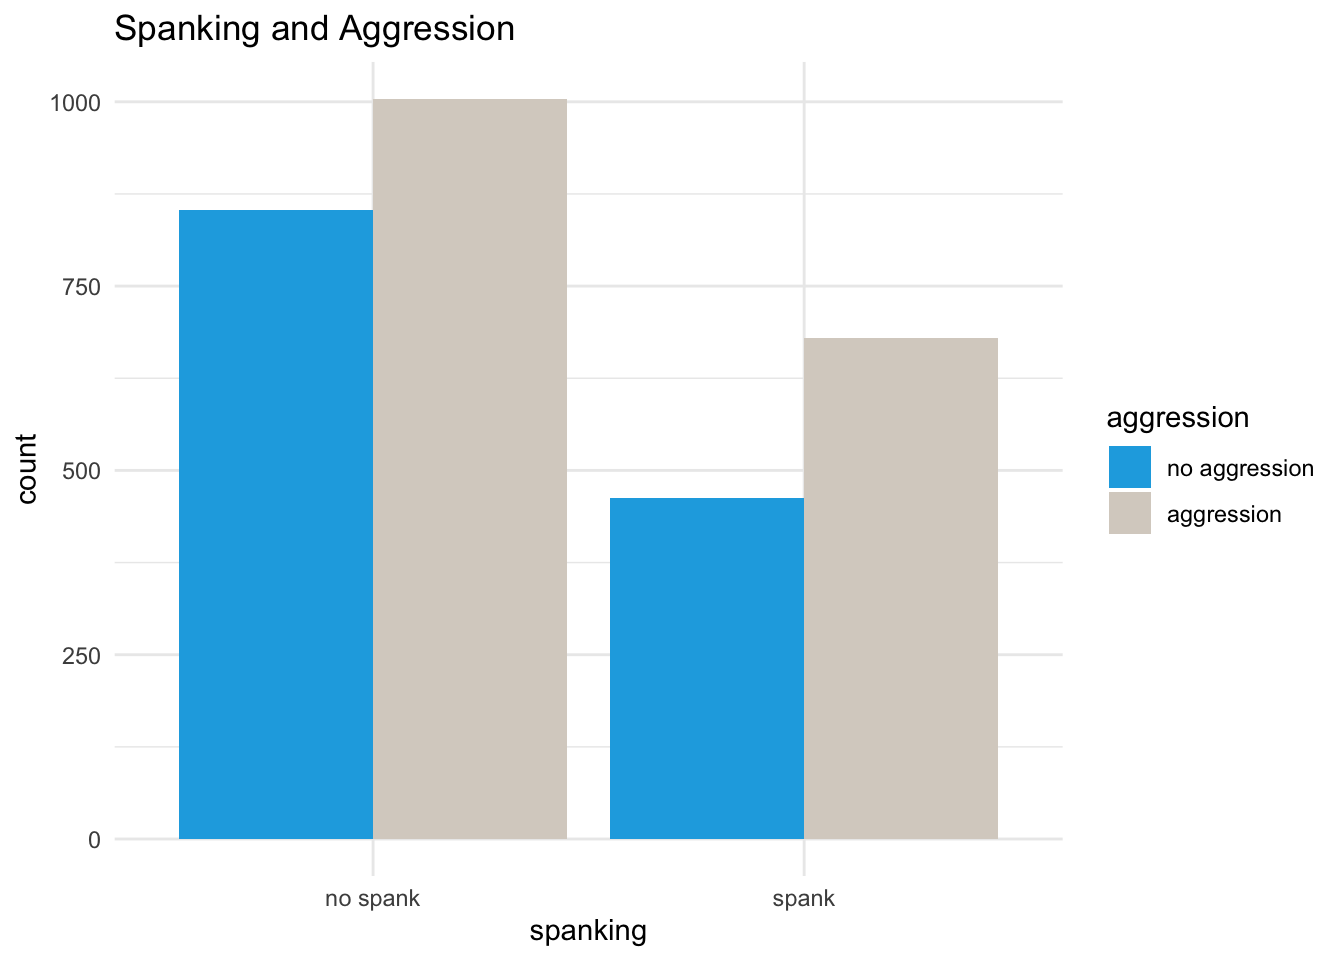 Spanking and Aggression
1000
750
500
250
0
count
no spank
spank
spanking
aggression
no aggression
aggression